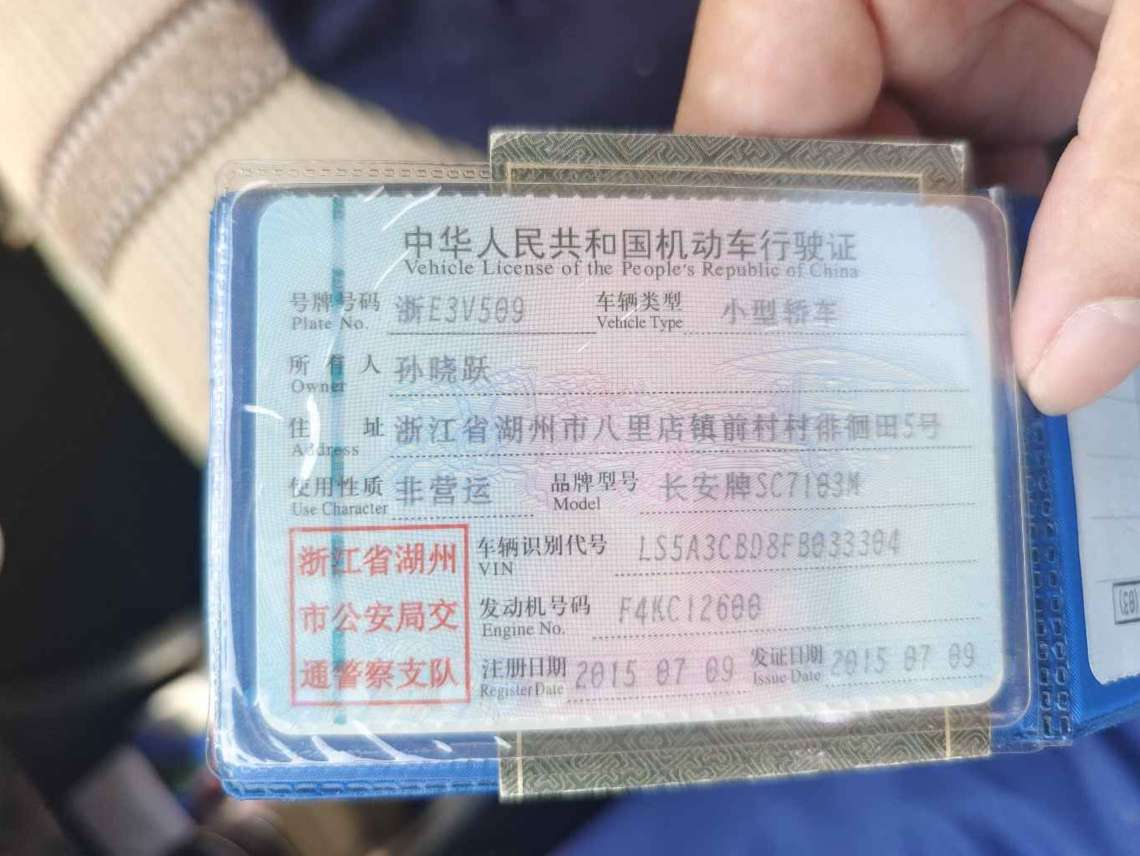 中华人民共和国机动车行驶证
Vehicle License of the People's Republic of China
号牌号码 浙E3V509 车辆类型 小型轿车
Plate No. Vehicle Type
所有人 孙晓跃
Owner
住址 浙江省湖州市八里店镇前村村徘徊田5号
Address
使用性质 非营运 品牌型号 长安牌SC7103M
Use Character Model
浙江省湖州
市公安局交
通警察支队
车辆识别代号 LS5A3CBD8FB033304
VIN
发动机号码 F4KC12600
Engine No.
注册日期 2015 07 09 发证日期 2015 07 09
Register Date Issue Date